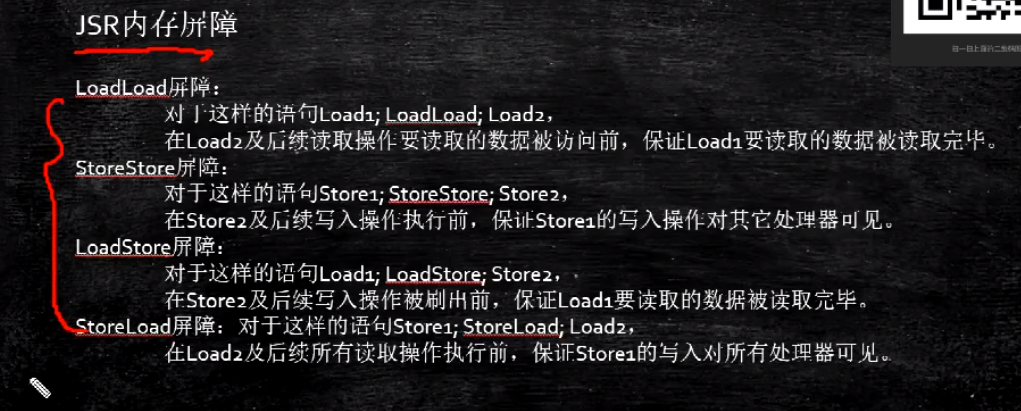 JSR内存屏障
LoadLoad屏障：
对于这样的语句Load1; LoadLoad; Load2，
在Load2及后续读取操作要读取的数据被访问前，保证Load1要读取的数据被读取完毕。
StoreStore屏障：
对于这样的语句Store1; StoreStore; Store2，
在Store2及后续写入操作执行前，保证Store1的写入操作对其它处理器可见。
LoadStore屏障：
对于这样的语句Load1; LoadStore; Store2，
在Store2及后续写入操作被刷出前，保证Load1要读取的数据被读取完毕。
StoreLoad屏障：对于这样的语句Store1; StoreLoad; Load2，
在Load2及后续所有读取操作执行前，保证Store1的写入对所有处理器可见。